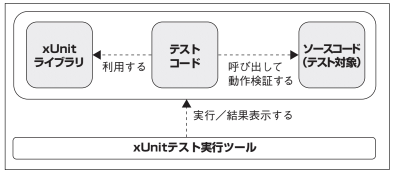 xUnit
ライブラリ
利用する
テスト
コード
呼び出して
動作検証する
ソースコード
(テスト対象)
実行／結果表示する
xUnitテスト実行ツール